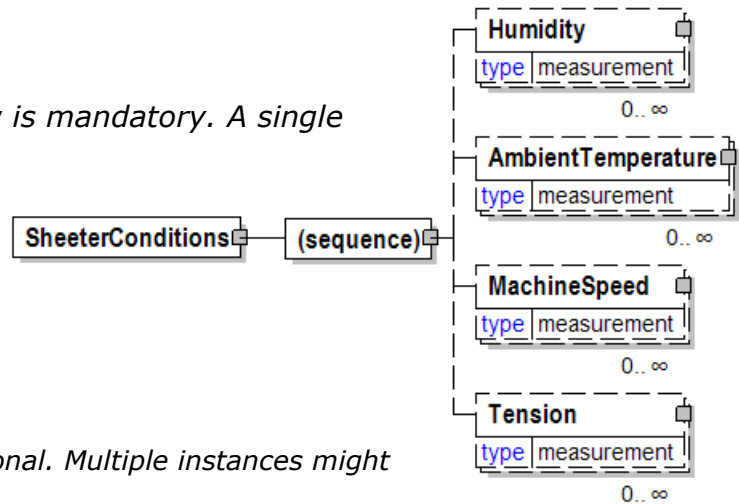 Humidity
type measurement
0.. ∞
y is mandatory. A single
AmbientTemperature
type measurement
0.. ∞
SheeterConditions
(sequence)
MachineSpeed
type measurement
0.. ∞
Tension
type measurement
0.. ∞
onal. Multiple instances might